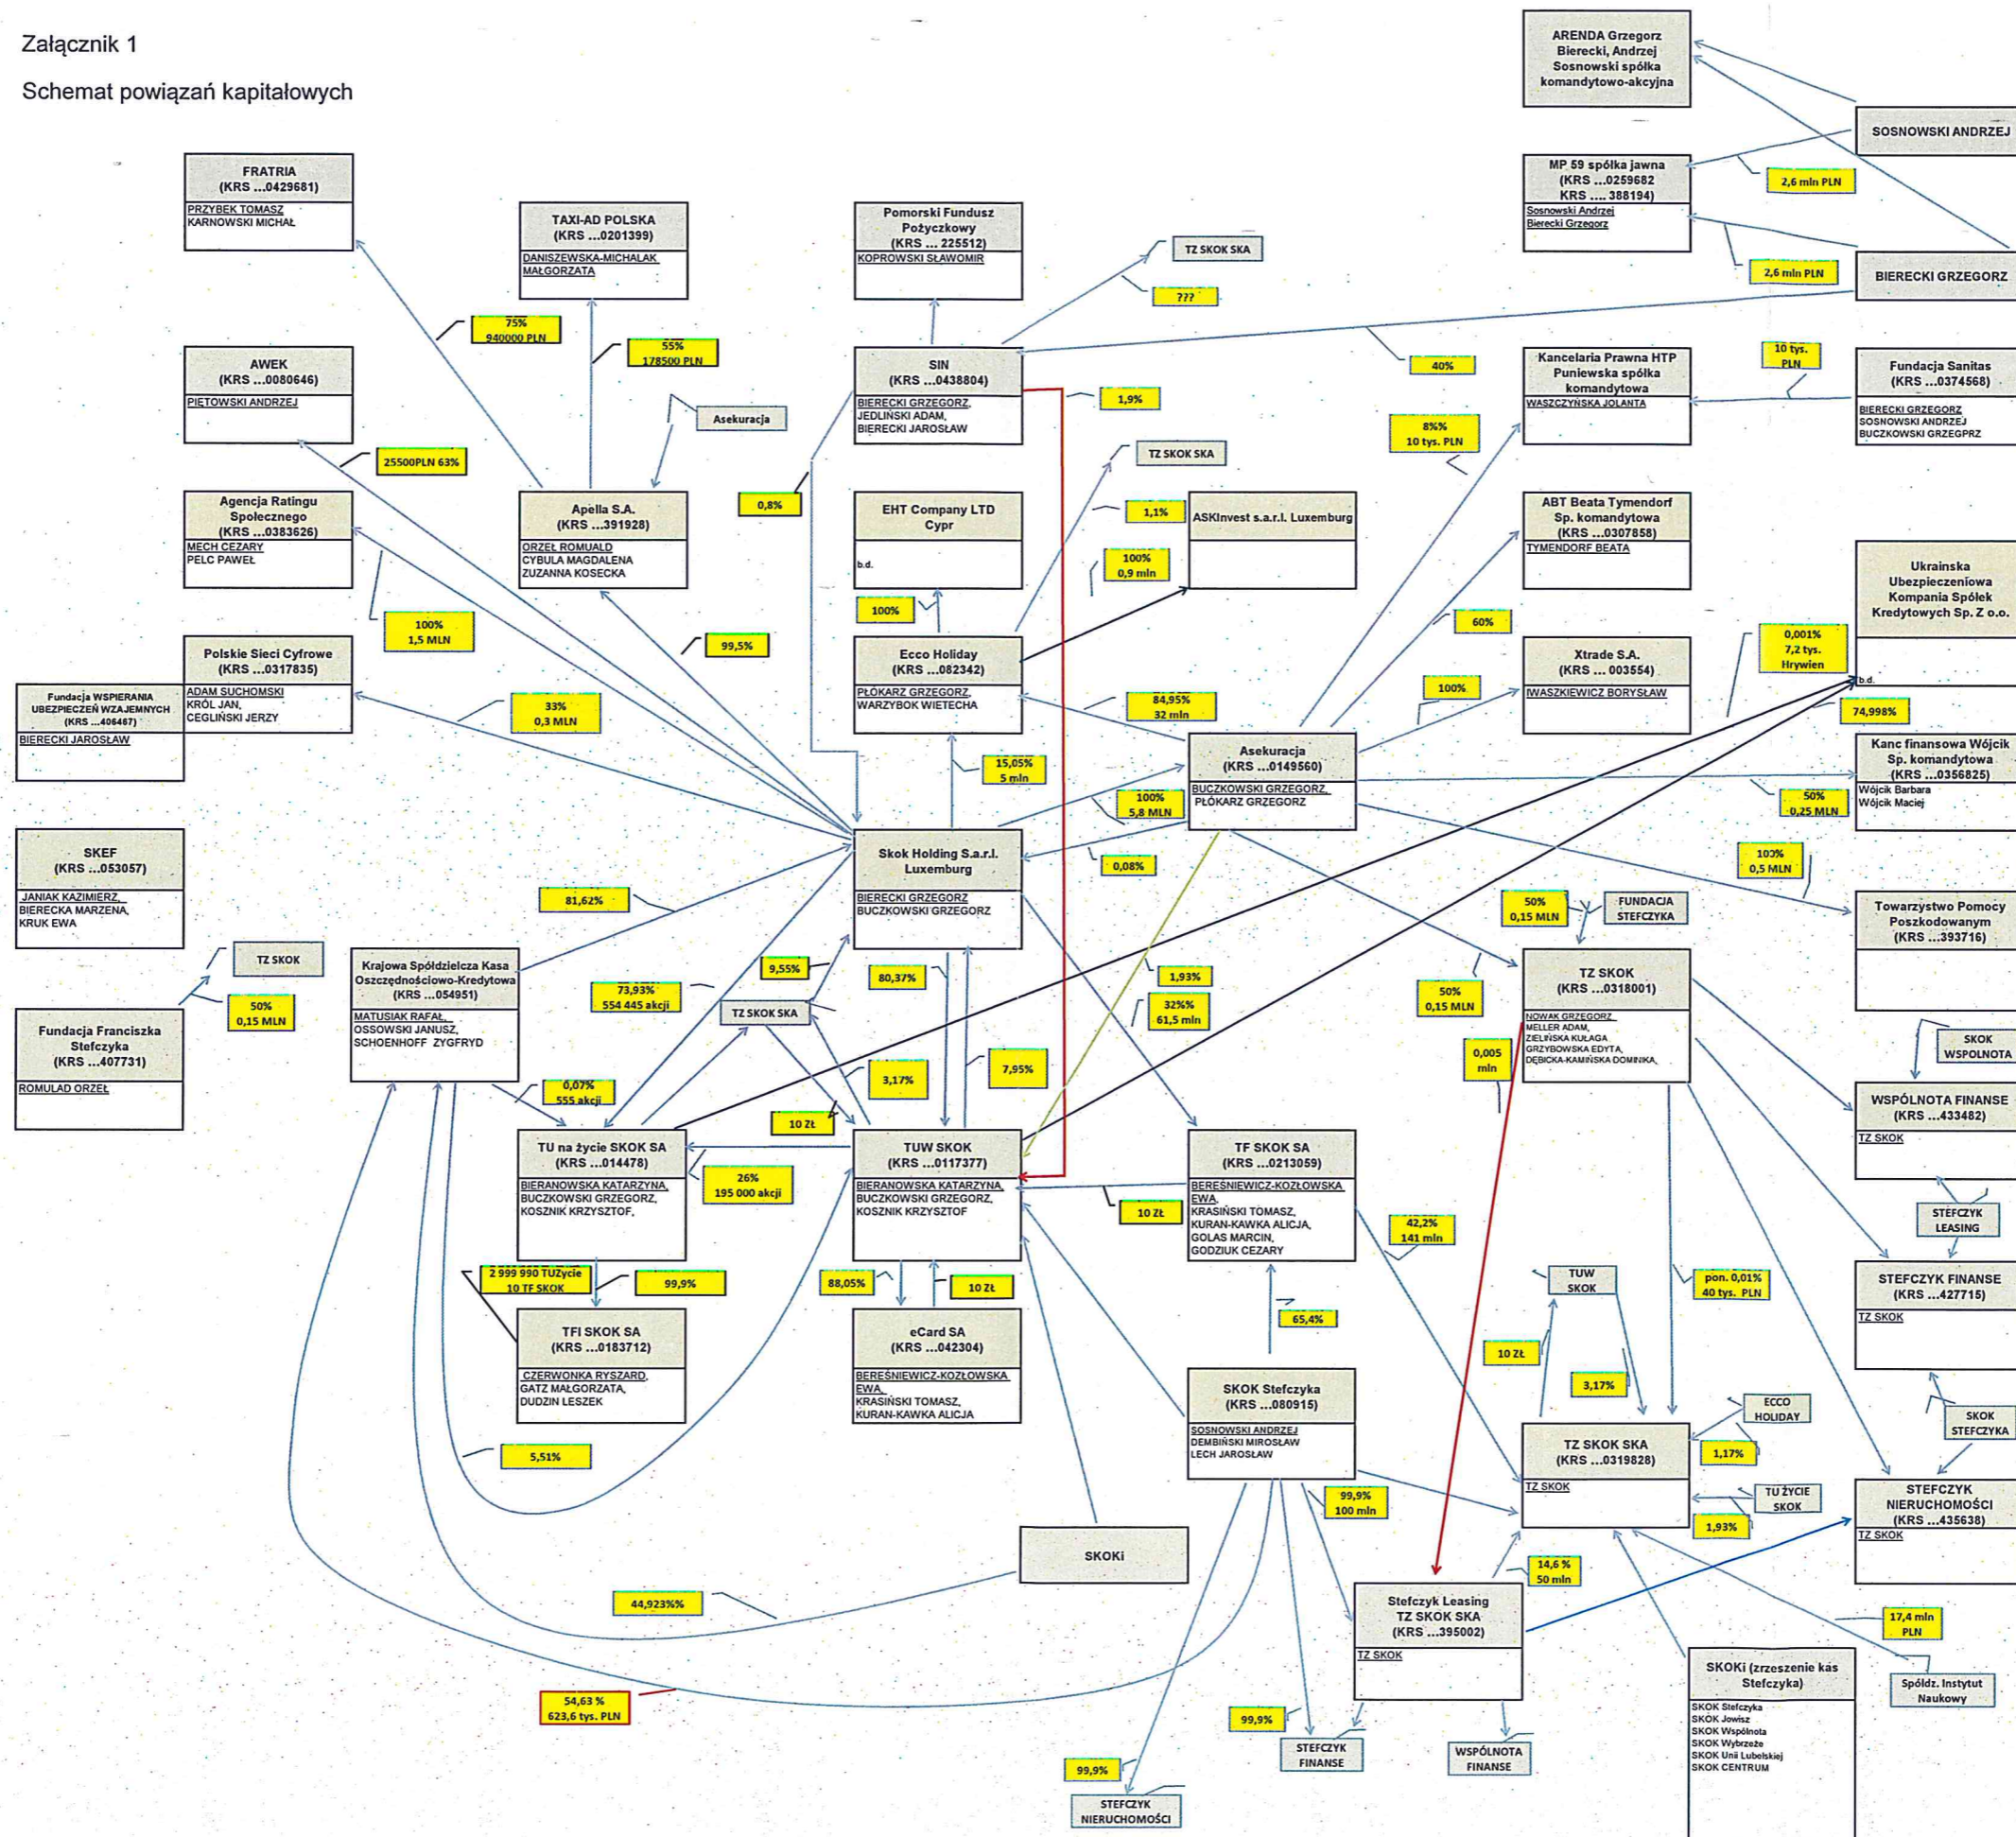 Załącznik 1
Schemat powiązań kapitałowych
ARENDA Grzegorz
Bierecki, Andrzej
Sosnowski spółka
komandytowo-akcyjna
SOSNOWSKI ANDRZEJ
FRATRIA
(KRS ...0429681)
PRZYBEK TOMASZ
KARNOWSKI MICHAŁ
TAXI-AD POLSKA
(KRS ...0201399)
DANISZEWSKA-MICHALAK
MAŁGORZATA
Pomorski Fundusz
Pożyczkowy
(KRS ... 225512)
KOPROWSKI SŁAWOMIR
TZ SKOK SKA
???
MP 59 spółka jawna
(KRS ...0259682
KRS .... 388194)
Sosnowski Andrzej
Bierecki Grzegorz
2,6 mln PLN
2,6 mln PLN
BIERECKI GRZEGORZ
75%
940000 PLN
55%
178500 PLN
AWEK
(KRS ...0080646)
PIĘTOWSKI ANDRZEJ
25500PLN 63%
Asekuracja
SIN
(KRS ...0438804)
BIERECKI GRZEGORZ,
JEDLIŃSKI ADAM,
BIERECKI JAROSŁAW
1,9%
40%
8%%
10 tys. PLN
Kancelaria Prawna HTP
Puniewska spółka
komandytowa
WASZCZYŃSKA JOLANTA
10 tys.
PLN
Fundacja Sanitas
(KRS ...0374568)
BIERECKI GRZEGORZ
SOSNOWSKI ANDRZEJ
BUCZKOWSKI GRZEGPRZ
Agencja Ratingu
Społecznego
(KRS ...0383626)
MECH CEZARY
PELC PAWEŁ
100%
1,5 MLN
Apella S.A.
(KRS ...391928)
ORZEŁ ROMUALD
CYBULA MAGDALENA
ZUZANNA KOSECKA
0,8%
99,5%
EHT Company LTD
Cypr
b.d.
100%
TZ SKOK SKA
1,1%
100%
0,9 mln
ASKInvest s.a.r.l. Luxemburg
ABT Beata Tymendorf
Sp. komandytowa
(KRS ...0307858)
TYMENDORF BEATA
60%
Ukrainska
Ubezpieczeniowa
Kompania Spółek
Kredytowych Sp. Z o.o.
b.d.
0,001%
7,2 tys.
Hrywien
74,998%
Polskie Sieci Cyfrowe
(KRS ...0317835)
ADAM SUCHOMSKI
KRÓL JAN,
CEGLIŃSKI JERZY
Fundacja WSPIERANIA
UBEZPIECZEŃ WZAJEMNYCH
(KRS ...406467)
BIERECKI JAROSŁAW
33%
0,3 MLN
Ecco Holiday
(KRS ...082342)
PŁÓKARZ GRZEGORZ,
WARZYBOK WIETECHA
84,95%
32 mln
15,05%
5 mln
100%
Xtrade S.A.
(KRS ... 003554)
IWASZKIEWICZ BORYSŁAW
Asekuracja
(KRS ...0149560)
BUCZKOWSKI GRZEGORZ,
PŁÓKARZ GRZEGORZ
100%
5,8 MLN
0,08%
Kanc finansowa Wójcik
Sp. komandytowa
(KRS ...0356825)
Wójcik Barbara
Wójcik Maciej
50%
0,25 MLN
100%
0,5 MLN
SKEF
(KRS ...053057)
JANIAK KAZIMIERZ,
BIERECKA MARZENA,
KRUK EWA
81,62%
Skok Holding S.a.r.l.
Luxemburg
BIERECKI GRZEGORZ
BUCZKOWSKI GRZEGORZ
50%
0,15 MLN
FUNDACJA
STEFCZYKA
Towarzystwo Pomocy
Poszkodowanym
(KRS ...393716)
TZ SKOK
50%
0,15 MLN
Fundacja Franciszka
Stefczyka
(KRS ...407731)
ROMULAD ORZEŁ
Krajowa Spółdzielcza Kasa
Oszczędnościowo-Kredytowa
(KRS ...054951)
MATUSIAK RAFAŁ,
OSSOWSKI JANUSZ,
SCHOENHOFF ZYGFRYD
73,93%
554 445 akcji
9,55%
TZ SKOK SKA
80,37%
7,95%
3,17%
10 ZŁ
0,07%
555 akcji
1,93%
32%%
61,5 mln
50%
0,15 MLN
0,005
mln
TZ SKOK
(KRS ...0318001)
NOWAK GRZEGORZ
MELLER ADAM,
ZIELIŃSKA KUŁAGA
GRZYBOWSKA EDYTA,
DĘBICKA-KAMIŃSKA DOMINIKA,
SKOK
WSPOLNOTA
WSPÓLNOTA FINANSE
(KRS ...433482)
TZ SKOK
STEFCZYK
LEASING
TU na życie SKOK SA
(KRS ...014478)
BIERANOWSKA KATARZYNA,
BUCZKOWSKI GRZEGORZ,
KOSZNIK KRZYSZTOF,
26%
195 000 akcji
TUW SKOK
(KRS ...0117377)
BIERANOWSKA KATARZYNA,
BUCZKOWSKI GRZEGORZ,
KOSZNIK KRZYSZTOF
10 ZŁ
TF SKOK SA
(KRS ...0213059)
BEREŚNIEWICZ-KOZŁOWSKA
EWA,
KRASIŃSKI TOMASZ,
KURAN-KAWKA ALICJA,
GOLAS MARCIN,
GODZIUK CEZARY
42,2%
141 mln
2 999 990 TUZycie
10 TF SKOK
99,9%
88,05%
10 ZŁ
65,4%
TUW
SKOK
10 ZŁ
3,17%
pon. 0,01%
40 tys. PLN
STEFCZYK FINANSE
(KRS ...427715)
TZ SKOK
TFI SKOK SA
(KRS ...0183712)
CZERWONKA RYSZARD,
GATZ MAŁGORZATA,
DUDZIN LESZEK
eCard SA
(KRS ...042304)
BEREŚNIEWICZ-KOZŁOWSKA
EWA,
KRASIŃSKI TOMASZ,
KURAN-KAWKA ALICJA
SKOK Stefczyka
(KRS ...080915)
SOSNOWSKI ANDRZEJ
DEMBIŃSKI MIROSŁAW
LECH JAROSŁAW
5,51%
99,9%
100 mln
TZ SKOK SKA
(KRS ...0319828)
TZ SKOK
ECCO
HOLIDAY
1,17%
TU ŻYCIE
SKOK
1,93%
SKOK
STEFCZYKA
STEFCZYK
NIERUCHOMOŚCI
(KRS ...435638)
TZ SKOK
SKOKi
44,923%%
54,63 %
623,6 tys. PLN
Stefczyk Leasing
TZ SKOK SKA
(KRS ...395002)
TZ SKOK
14,6 %
50 mln
17,4 mln
PLN
Spóldz. Instytut
Naukowy
SKOKi (zrzeszenie kas
Stefczyka)
SKOK Stefczyka
SKOK Jowisz
SKOK Wspólnota
SKOK Wybrzeże
SKOK Unii Lubelskiej
SKOK CENTRUM
99,9%
STEFCZYK
FINANSE
WSPÓLNOTA
FINANSE
99,9%
STEFCZYK
NIERUCHOMOŚCI